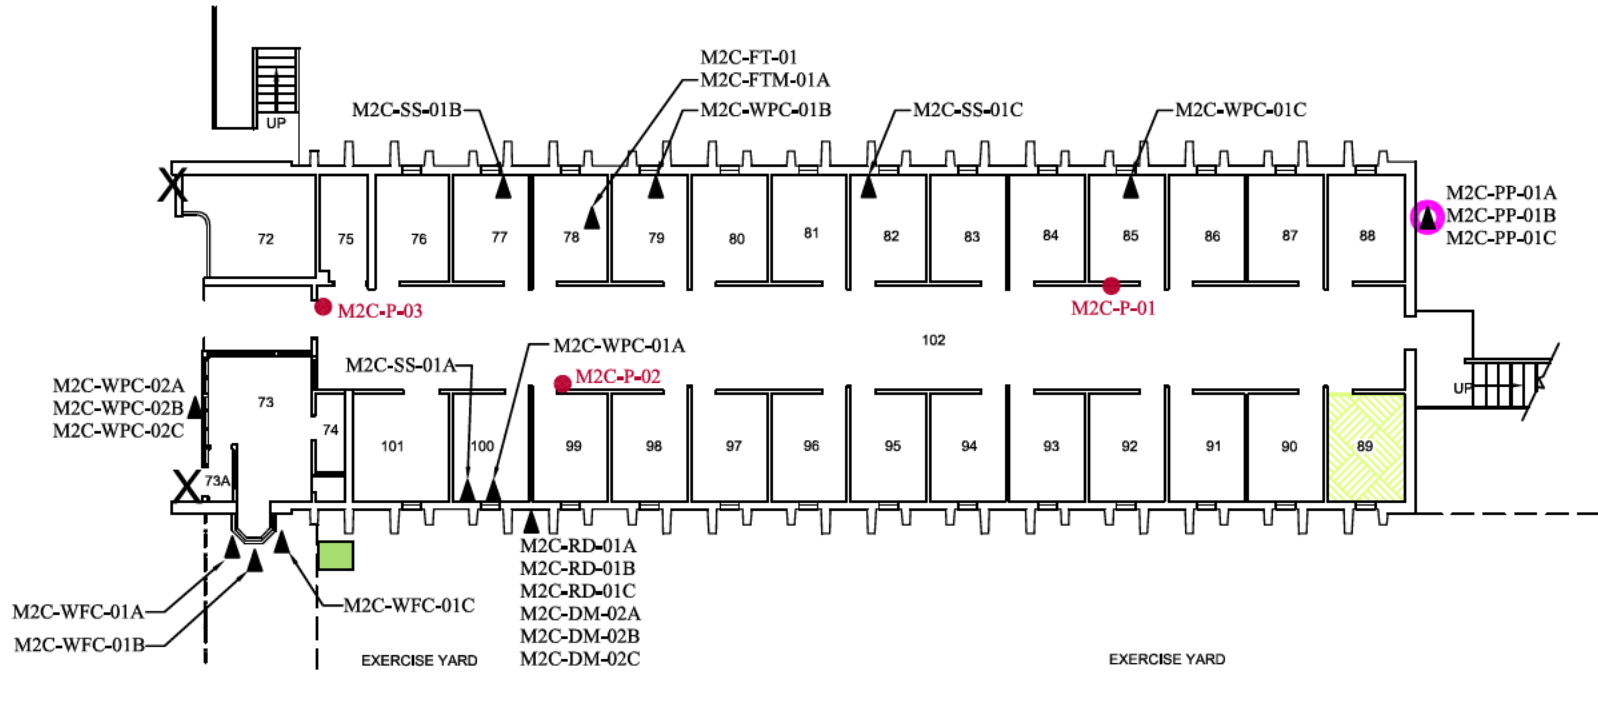 M2C-FT-01
M2C-FTM-01A
M2C-SS-01B
M2C-WPC-01B
M2C-SS-01C
M2C-WPC-01C
UP
X
M2C-PP-01A
M2C-PP-01B
M2C-PP-01C
72
75
76
77
78
79
80
81
82
83
84
85
86
87
88
M2C-P-03
M2C-P-01
102
M2C-WPC-01A
M2C-SS-01A
M2C-P-02
M2C-WPC-02A
M2C-WPC-02B
M2C-WPC-02C
UP
73
74
101
100
99
98
97
96
95
94
93
92
91
90
89
X
73A
M2C-RD-01A
M2C-RD-01B
M2C-RD-01C
M2C-DM-02A
M2C-DM-02B
M2C-DM-02C
M2C-WFC-01A
M2C-WFC-01C
M2C-WFC-01B
EXERCISE YARD
EXERCISE YARD